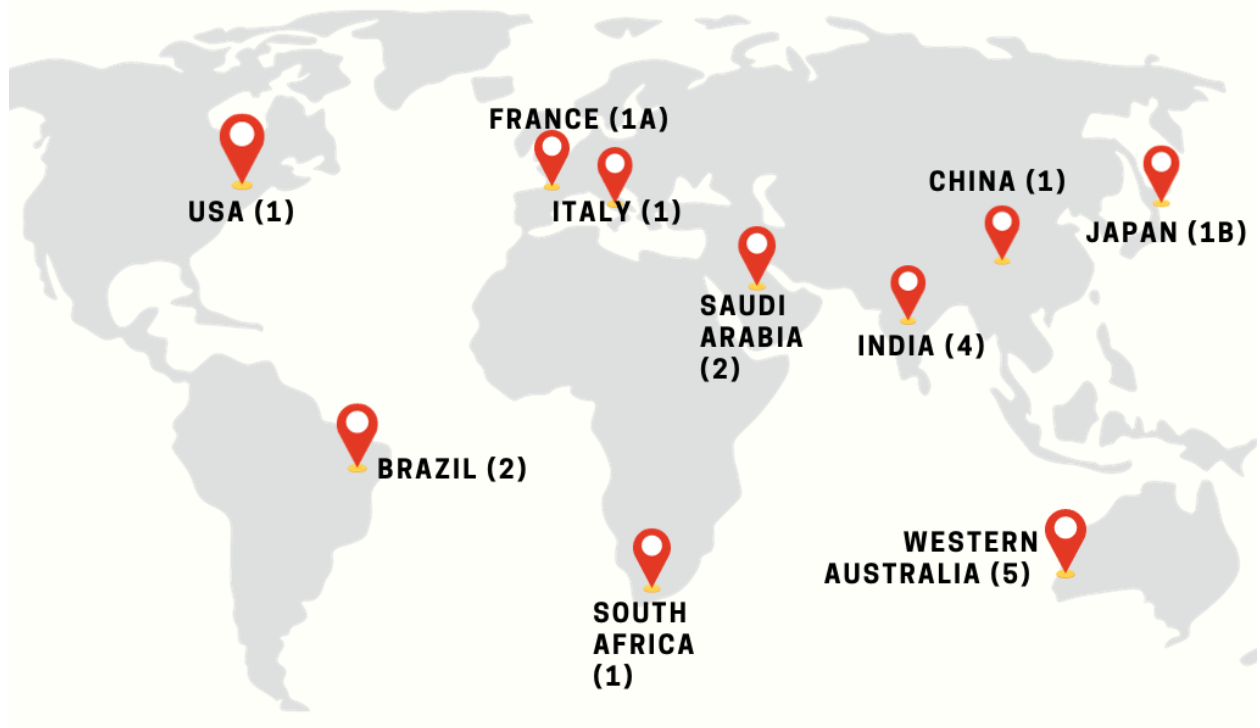 FRANCE (1A)
CHINA (1)
USA (1)
ITALY (1)
JAPAN (1B)
SAUDI
ARABIA
(2)
INDIA (4)
BRAZIL (2)
WESTERN
AUSTRALIA (5)
SOUTH
AFRICA
(1)